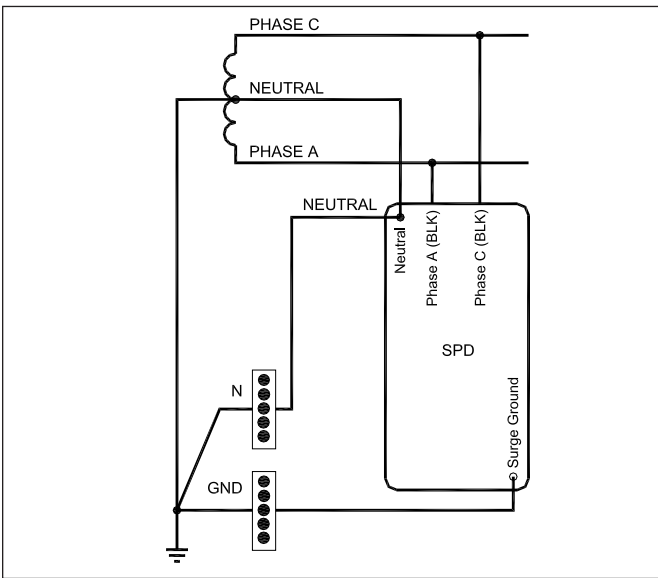 PHASE C
NEUTRAL
PHASE A
NEUTRAL
Neutral
Phase A (BLK)
Phase C (BLK)
SPD
N
Surge Ground
GND